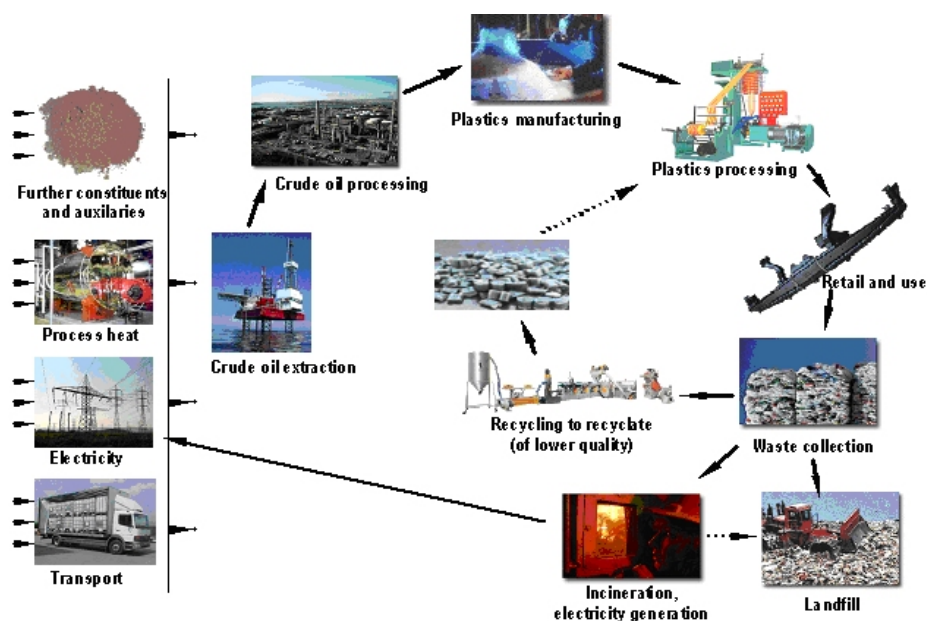 Further constituents
and auxilaries
Process heat
Electricity
Transport
Crude oil extraction
Crude oil processing
Plastics manufacturing
Plastics processing
Retail and use
Waste collection
Recycling to recyclate
(of lower quality)
Incineration,
electricity generation
Landfill